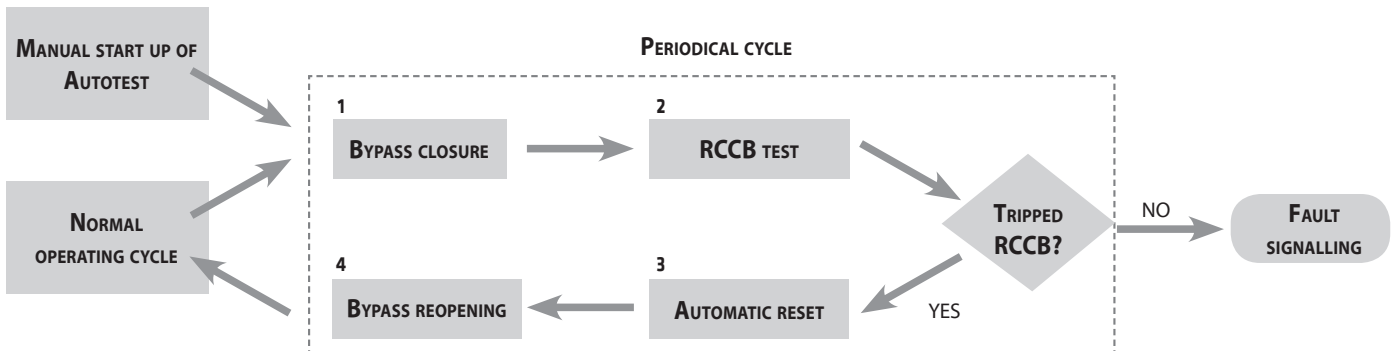 Manual start up of
Autotest
Periodical cycle
1
Bypass closure
2
RCCB test
Normal
operating cycle
Tripped
RCCB?
NO
Fault
signalling
4
Bypass reopening
3
Automatic reset
YES